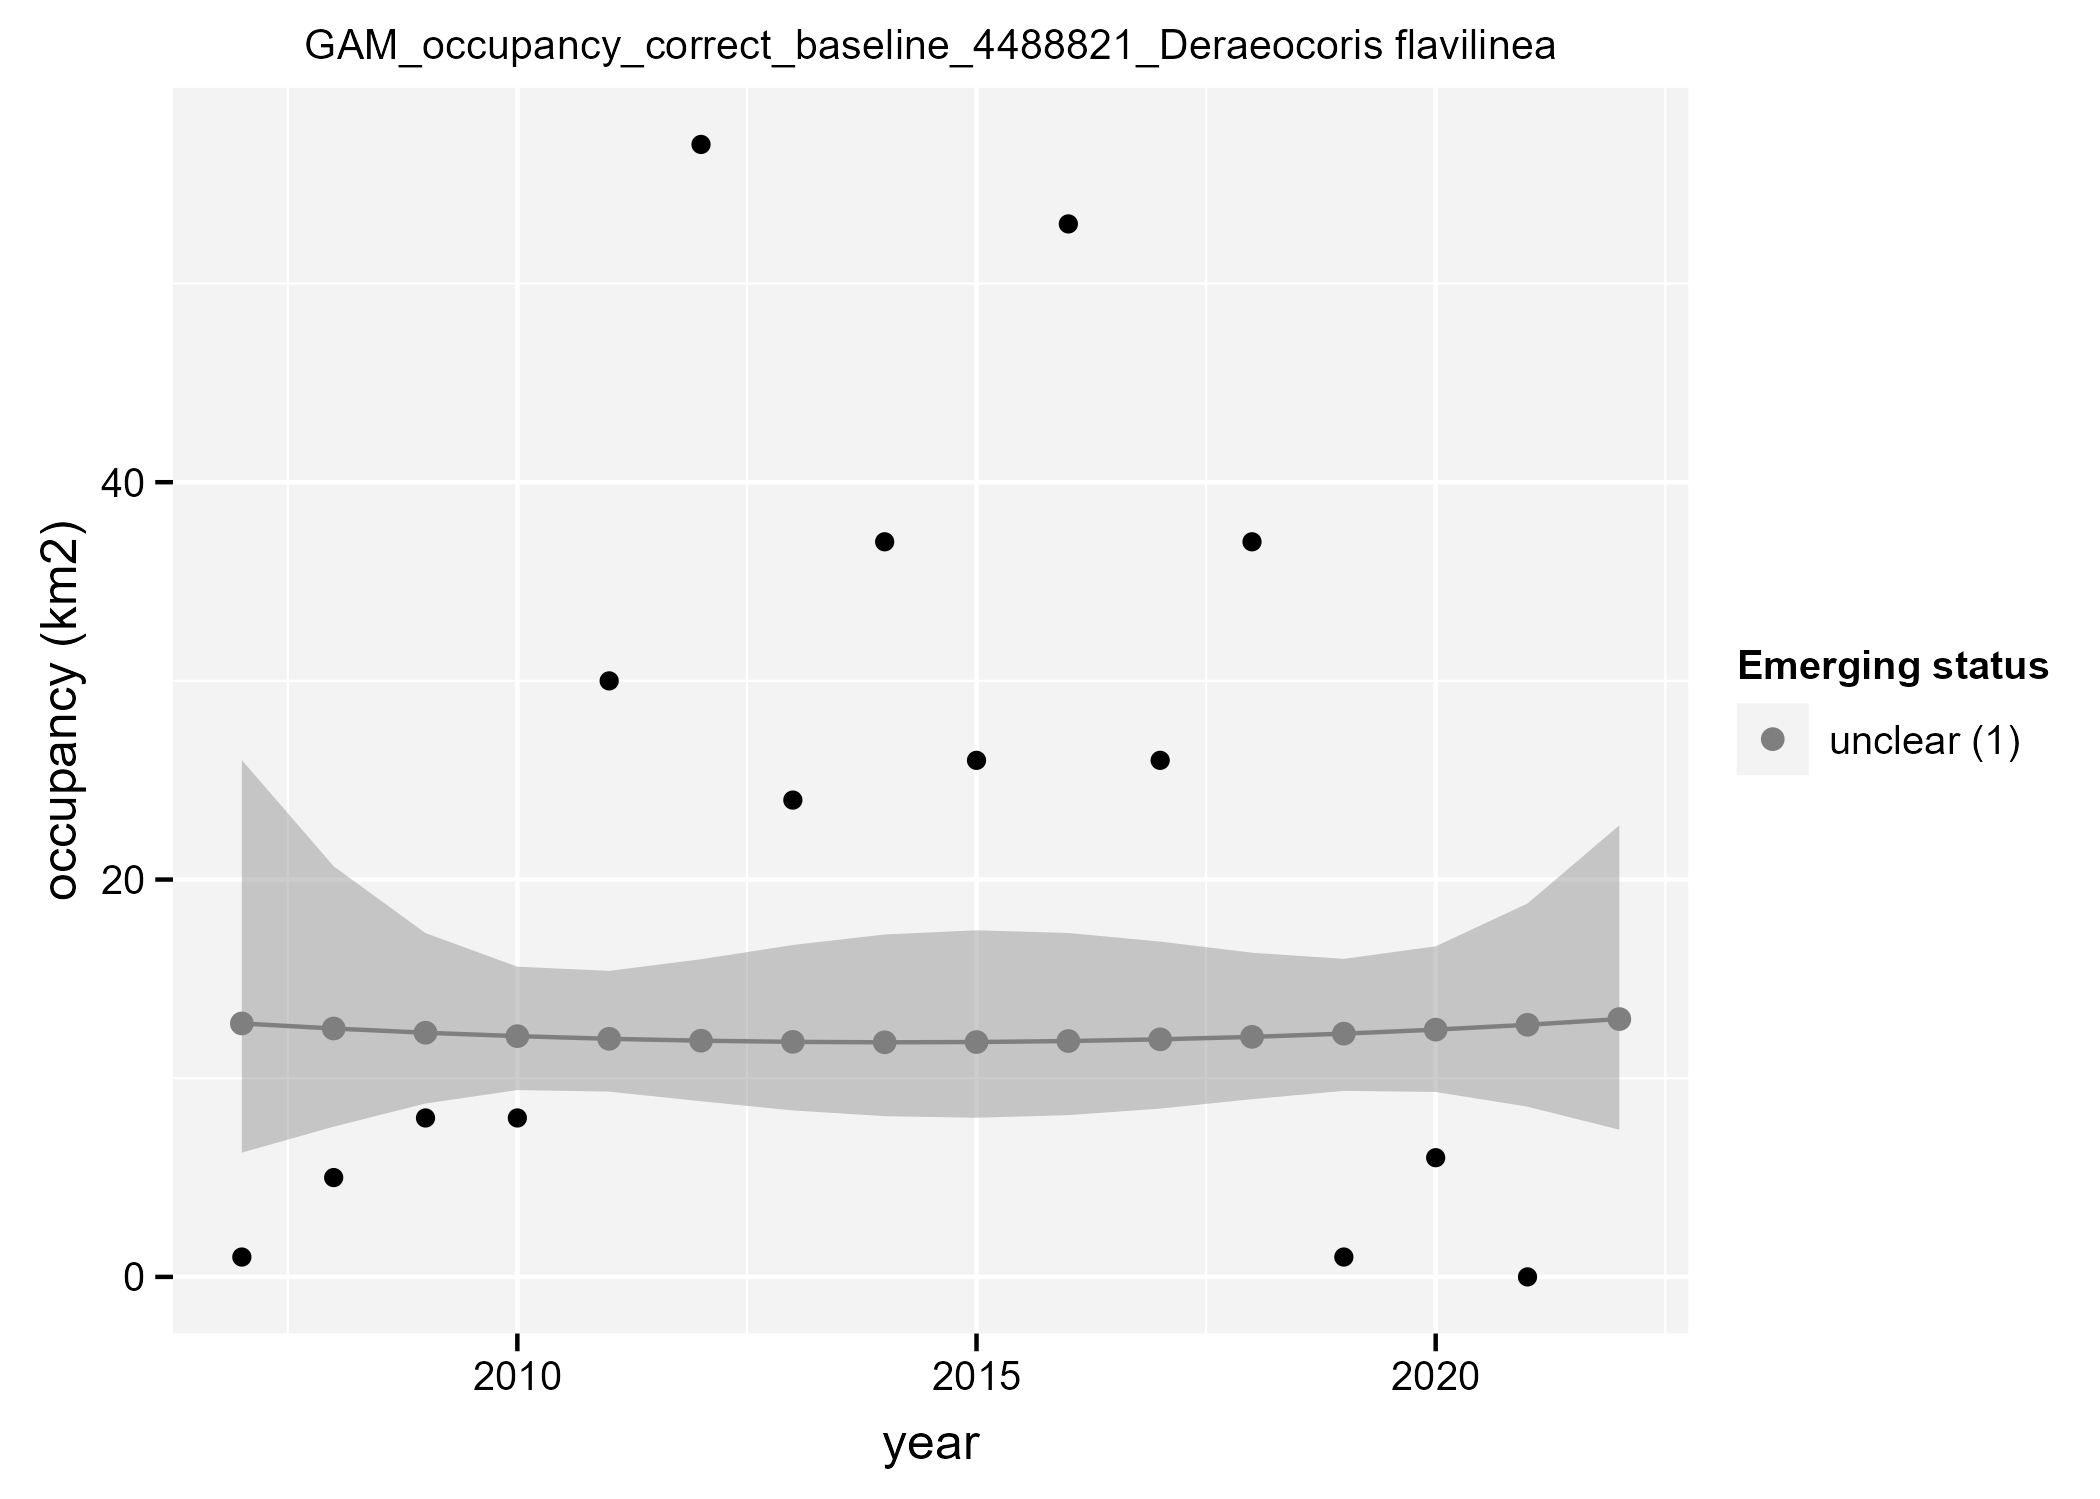 GAM_occupancy_correct_baseline_4488821_Deraeocoris flavilinea
occupancy (km2)
40
20
0
2010
2015
2020
year
Emerging status
unclear (1)